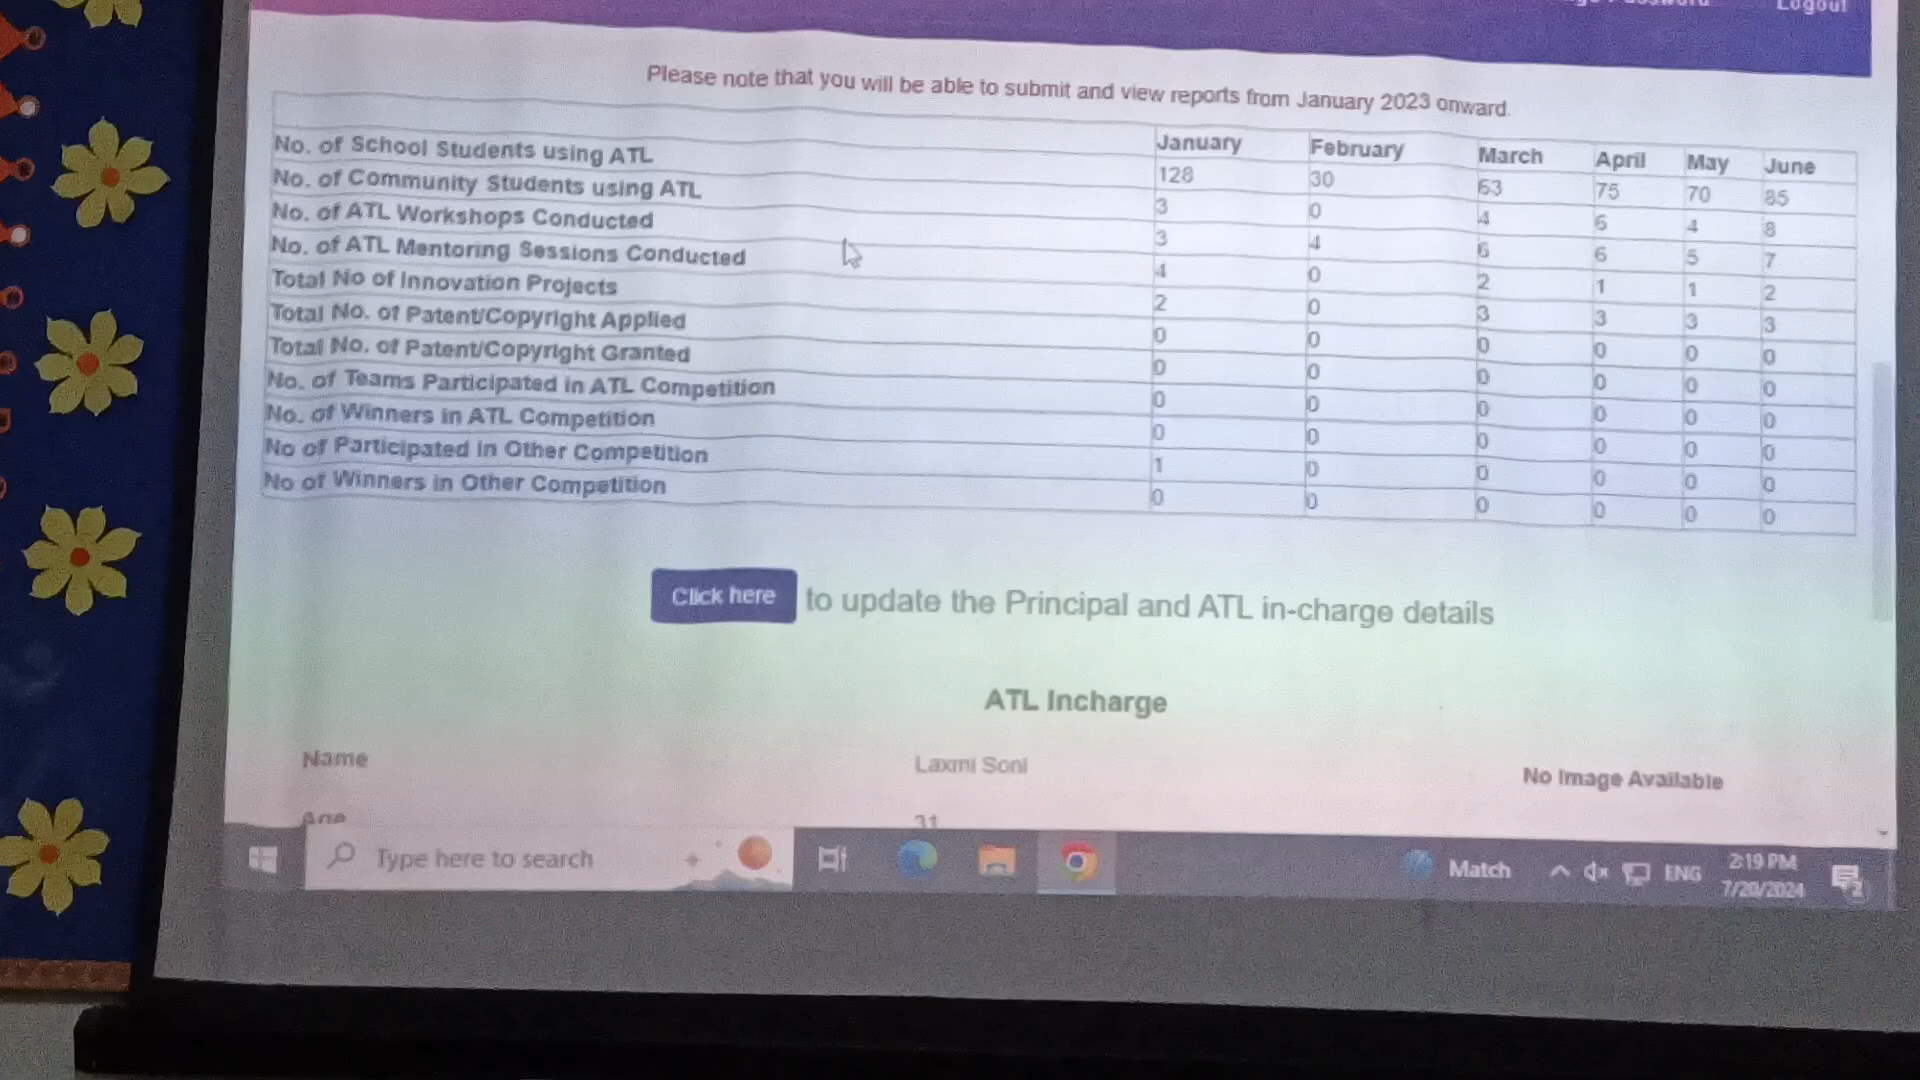 Logout
Please note that you will be able to submit and view reports from January 2023 onward.
January February March April May June
No. of School Students using ATL 128 30 63 75 70 85
No. of Community Students using ATL 3 0 4 6 4 8
No. of ATL Workshops Conducted 3 4 6 6 5 7
No. of ATL Mentoring Sessions Conducted 4 0 2 1 1 2
Total No of Innovation Projects 2 0 3 3 3 3
Total No. of Patent/Copyright Applied 0 0 0 0 0 0
Total No. of Patent/Copyright Granted 0 0 0 0 0 0
No. of Teams Participated in ATL Competition 0 0 0 0 0 0
No. of Winners in ATL Competition 0 0 0 0 0 0
No of Participated in Other Competition 1 0 0 0 0 0
No of Winners in Other Competition 0 0 0 0 0 0
Click here to update the Principal and ATL in-charge details
ATL Incharge
Name Laxmi Soni
No Image Available
Age 31
Type here to search
Match
ENG
2:19 PM
7/20/2024
2